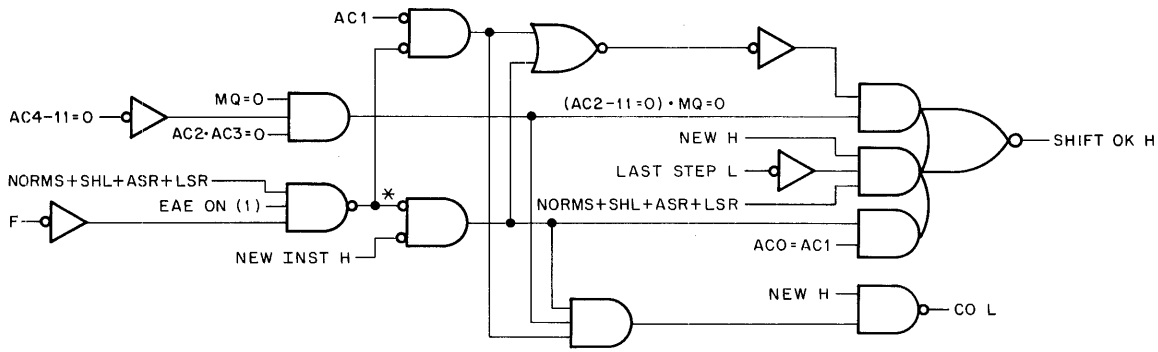 AC1
MQ=0
AC4-11=0
AC2·AC3=0
(AC2-11=0)·MQ=0
NEW H
SHIFT OK H
LAST STEP L
NORMS+SHL+ASR+LSR
EAE ON (1)
*
F
NORMS+SHL+ASR+LSR
NEW INST H
AC0=AC1
NEW H
CO L